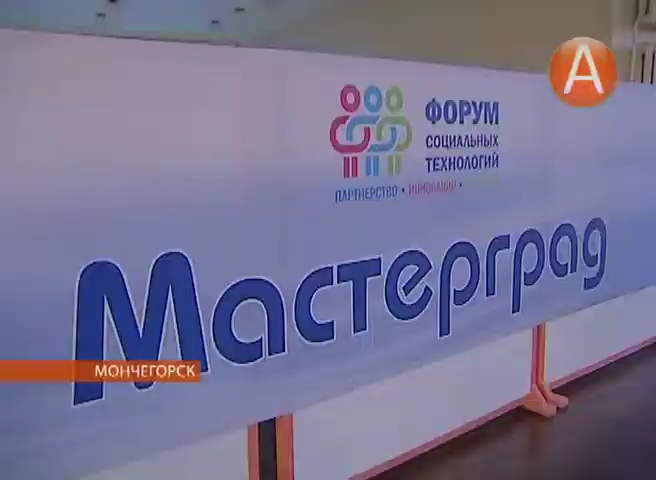 А
ФОРУМ
СОЦИАЛЬНЫХ
ТЕХНОЛОГИЙ
ПАРТНЕРСТВО • ИННОВАЦИИ •
Мастерград
МОНЧЕГОРСК